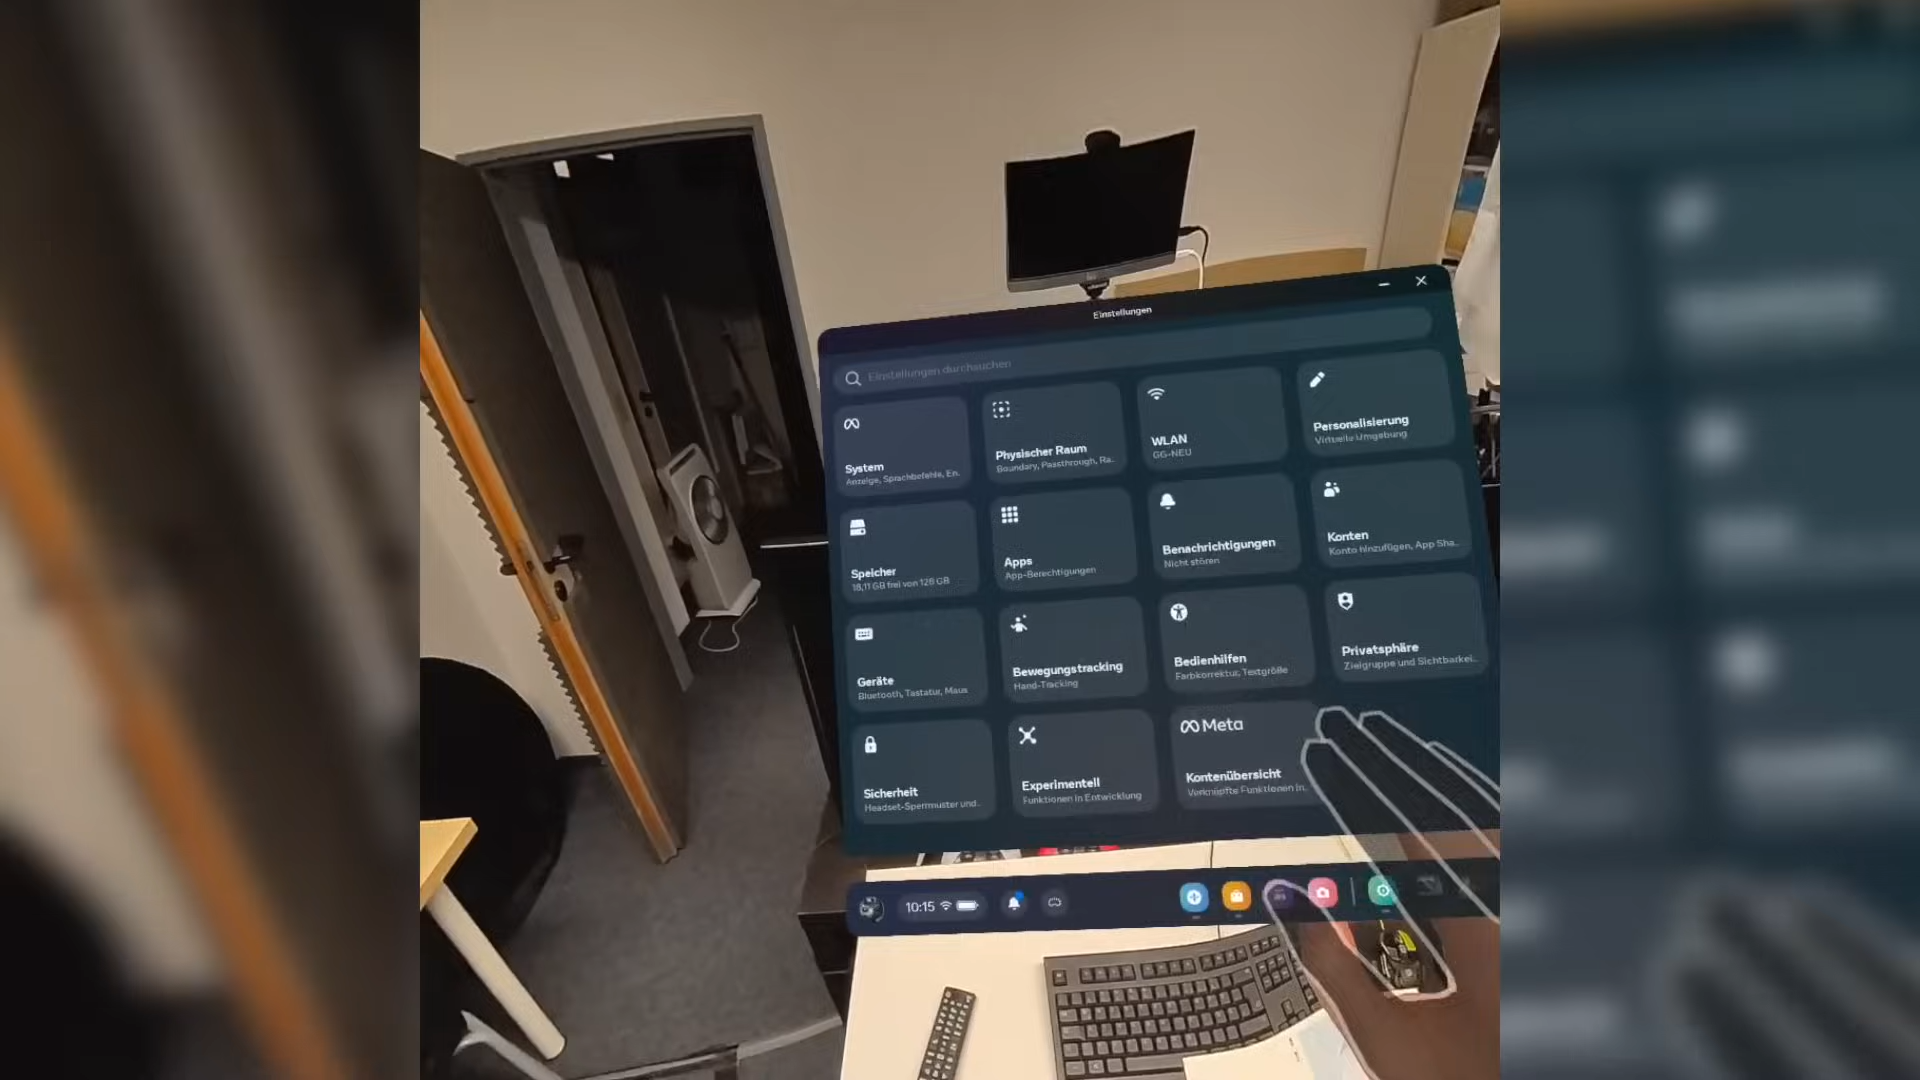 Einstellungen
Einstellungen durchsuchen
System
Anzeige, Sprachbefehle, En..
Physischer Raum
Boundary, Passthrough, Ra..
WLAN
GG-NEU
Personalisierung
Virtuelle Umgebung
Speicher
18,11 GB frei von 128 GB
Apps
App-Berechtigungen
Benachrichtigungen
Nicht stören
Konten
Konto hinzufügen, App Sha..
Geräte
Bluetooth, Tastatur, Maus
Bewegungstracking
Hand-Tracking
Bedienhilfen
Farbkorrektur, Textgröße
Privatsphäre
Zielgruppe und Sichtbarkei..
Sicherheit
Headset-Sperrmuster und..
Experimentell
Funktionen in Entwicklung
Meta
Kontenübersicht
Verknüpfte Funktionen in..
10:15